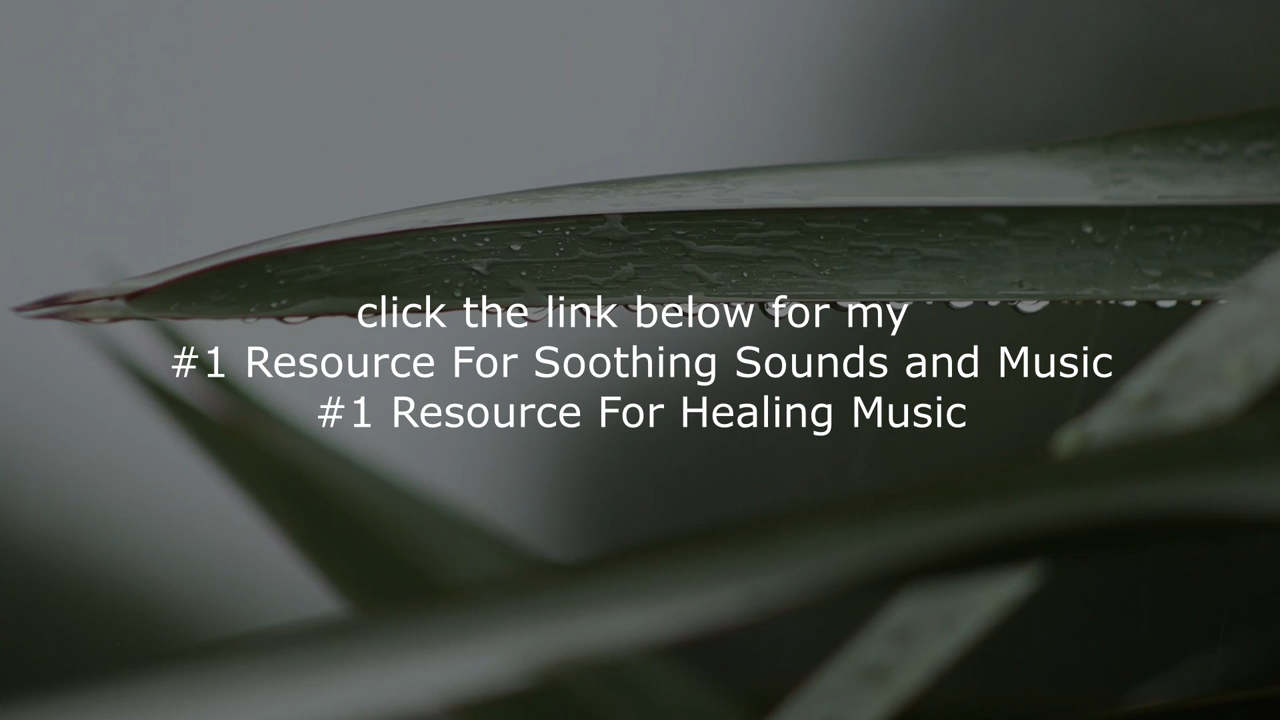 click the link below for my
#1 Resource For Soothing Sounds and Music
#1 Resource For Healing Music